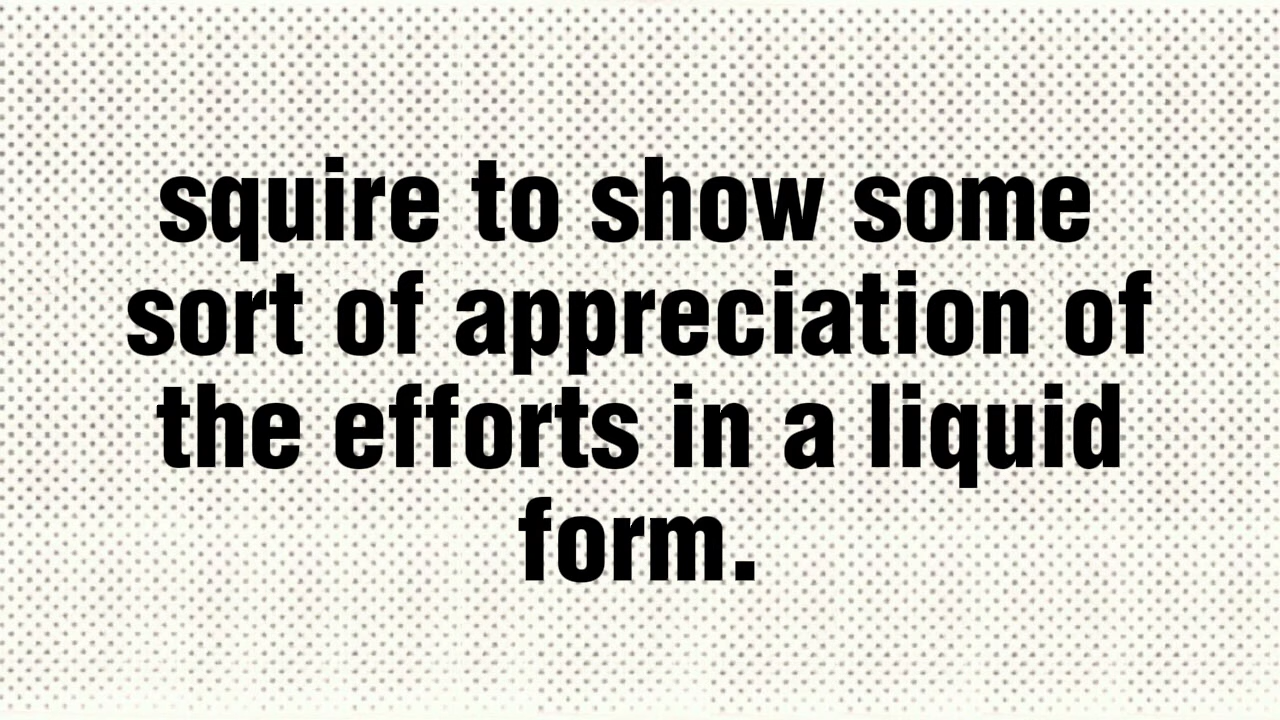 squire to show some
sort of appreciation of
the efforts in a liquid
form.